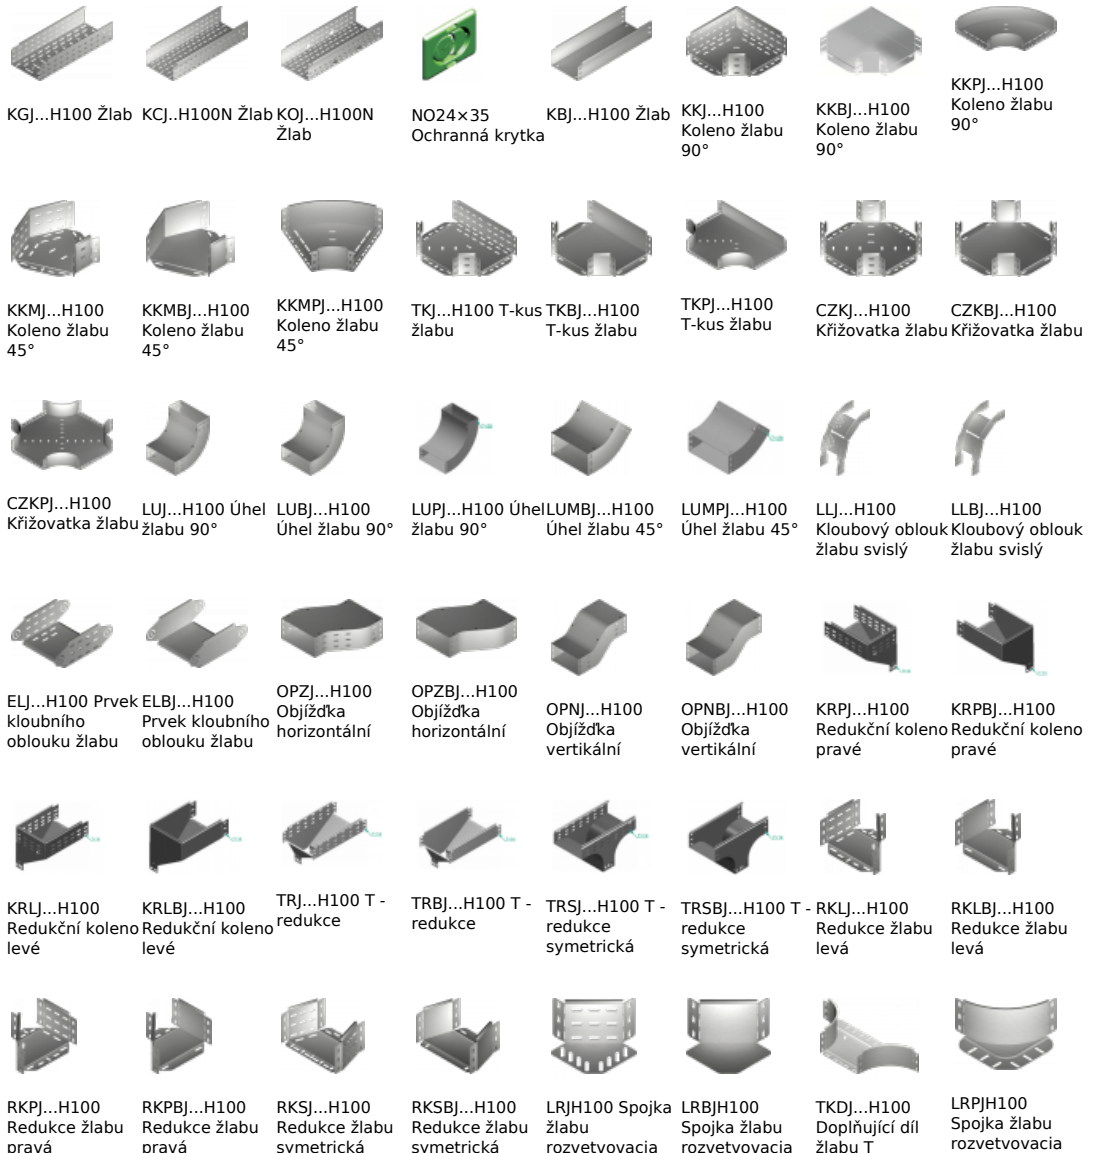 KGJ...H100 Žlab
KCJ..H100N Žlab
KOJ...H100N
Žlab
NO24×35
Ochranná krytka
KBJ...H100 Žlab
KKJ...H100
Koleno žlabu
90°
KKBJ...H100
Koleno žlabu
90°
KKPJ...H100
Koleno žlabu
90°
KKMJ...H100
Koleno žlabu
45°
KKMBJ...H100
Koleno žlabu
45°
KKMPJ...H100
Koleno žlabu
45°
TKJ...H100 T-kus
žlabu
TKBJ...H100
T-kus žlabu
TKPJ...H100
T-kus žlabu
CZKJ...H100
Křižovatka žlabu
CZKBJ...H100
Křižovatka žlabu
CZKPJ...H100
Křižovatka žlabu
LUJ...H100 Úhel
žlabu 90°
LUBJ...H100
Úhel žlabu 90°
LUPJ...H100 Úhel
žlabu 90°
LUMBJ...H100
Úhel žlabu 45°
LUMPJ...H100
Úhel žlabu 45°
LLJ...H100
Kloubový oblouk
žlabu svislý
LLBJ...H100
Kloubový oblouk
žlabu svislý
ELJ...H100 Prvek
kloubního
oblouku žlabu
ELBJ...H100
Prvek kloubního
oblouku žlabu
OPZJ...H100
Objížďka
horizontální
OPZBJ...H100
Objížďka
horizontální
OPNJ...H100
Objížďka
vertikální
OPNBJ...H100
Objížďka
vertikální
KRPJ...H100
Redukční koleno
pravé
KRPBJ...H100
Redukční koleno
pravé
KRLJ...H100
Redukční koleno
levé
KRLBJ...H100
Redukční koleno
levé
TRJ...H100 T -
redukce
TRBJ...H100 T -
redukce
TRSJ...H100 T -
redukce
symetrická
TRSBJ...H100 T -
redukce
symetrická
RKLJ...H100
Redukce žlabu
levá
RKLBJ...H100
Redukce žlabu
levá
RKPJ...H100
Redukce žlabu
pravá
RKPBJ...H100
Redukce žlabu
pravá
RKSJ...H100
Redukce žlabu
symetrická
RKSBJ...H100
Redukce žlabu
symetrická
LRJH100 Spojka
žlabu
rozvetvovacia
LRBJH100
Spojka žlabu
rozvetvovacia
TKDJ...H100
Doplňující díl
žlabu T
LRPJH100
Spojka žlabu
rozvetvovacia